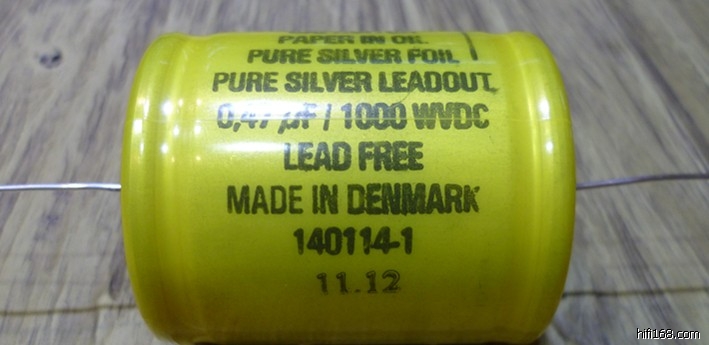 PAPER IN OIL
PURE SILVER FOIL
PURE SILVER LEADOUT
0,47 µF / 1000 WVDC
LEAD FREE
MADE IN DENMARK
140114-1
11.12
hifi168.com